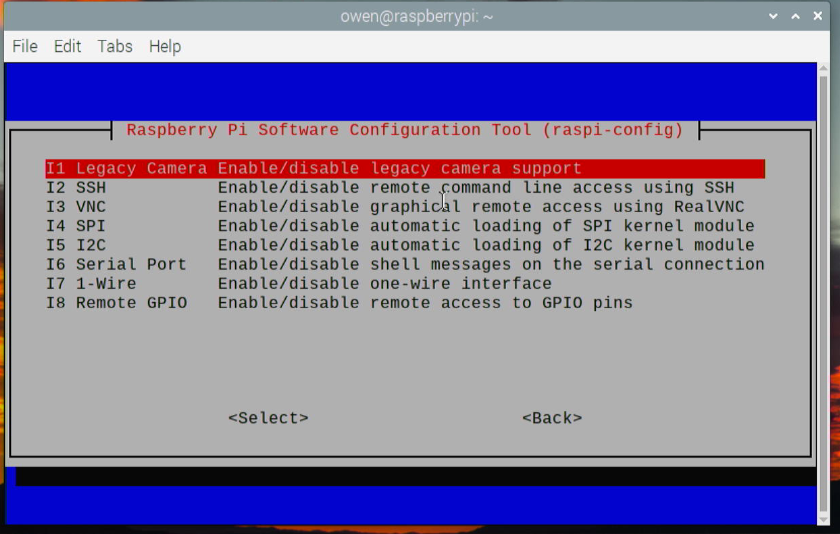 owen@raspberrypi: ~
File Edit Tabs Help
Raspberry Pi Software Configuration Tool (raspi-config)
I1 Legacy Camera Enable/disable legacy camera support
I2 SSH Enable/disable remote command line access using SSH
I3 VNC Enable/disable graphical remote access using RealVNC
I4 SPI Enable/disable automatic loading of SPI kernel module
I5 I2C Enable/disable automatic loading of I2C kernel module
I6 Serial Port Enable/disable shell messages on the serial connection
I7 1-Wire Enable/disable one-wire interface
I8 Remote GPIO Enable/disable remote access to GPIO pins
<Select> <Back>